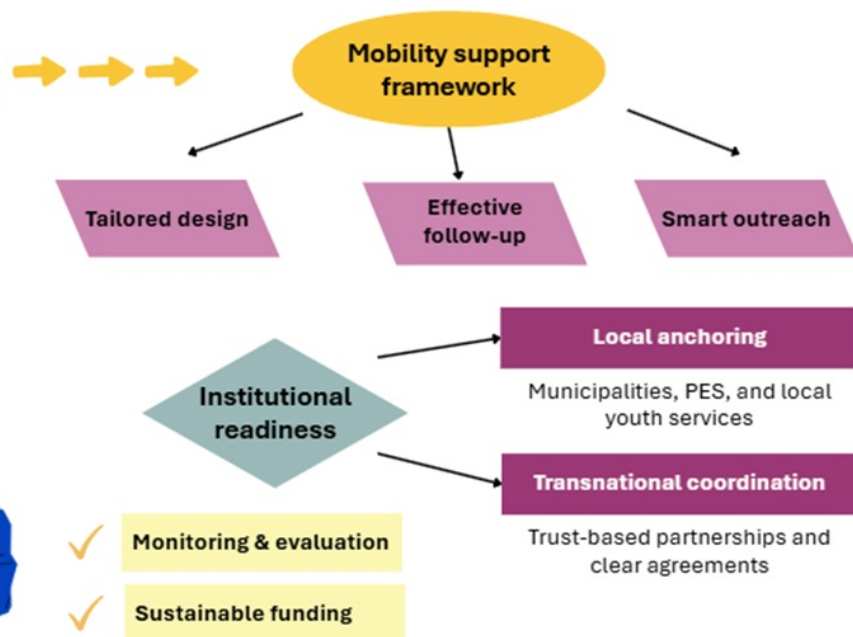 Mobility support
framework
Tailored design
Effective
follow-up
Smart outreach
Institutional
readiness
Local anchoring
Municipalities, PES, and local
youth services
Transnational coordination
Trust-based partnerships and
clear agreements
Monitoring & evaluation
Sustainable funding